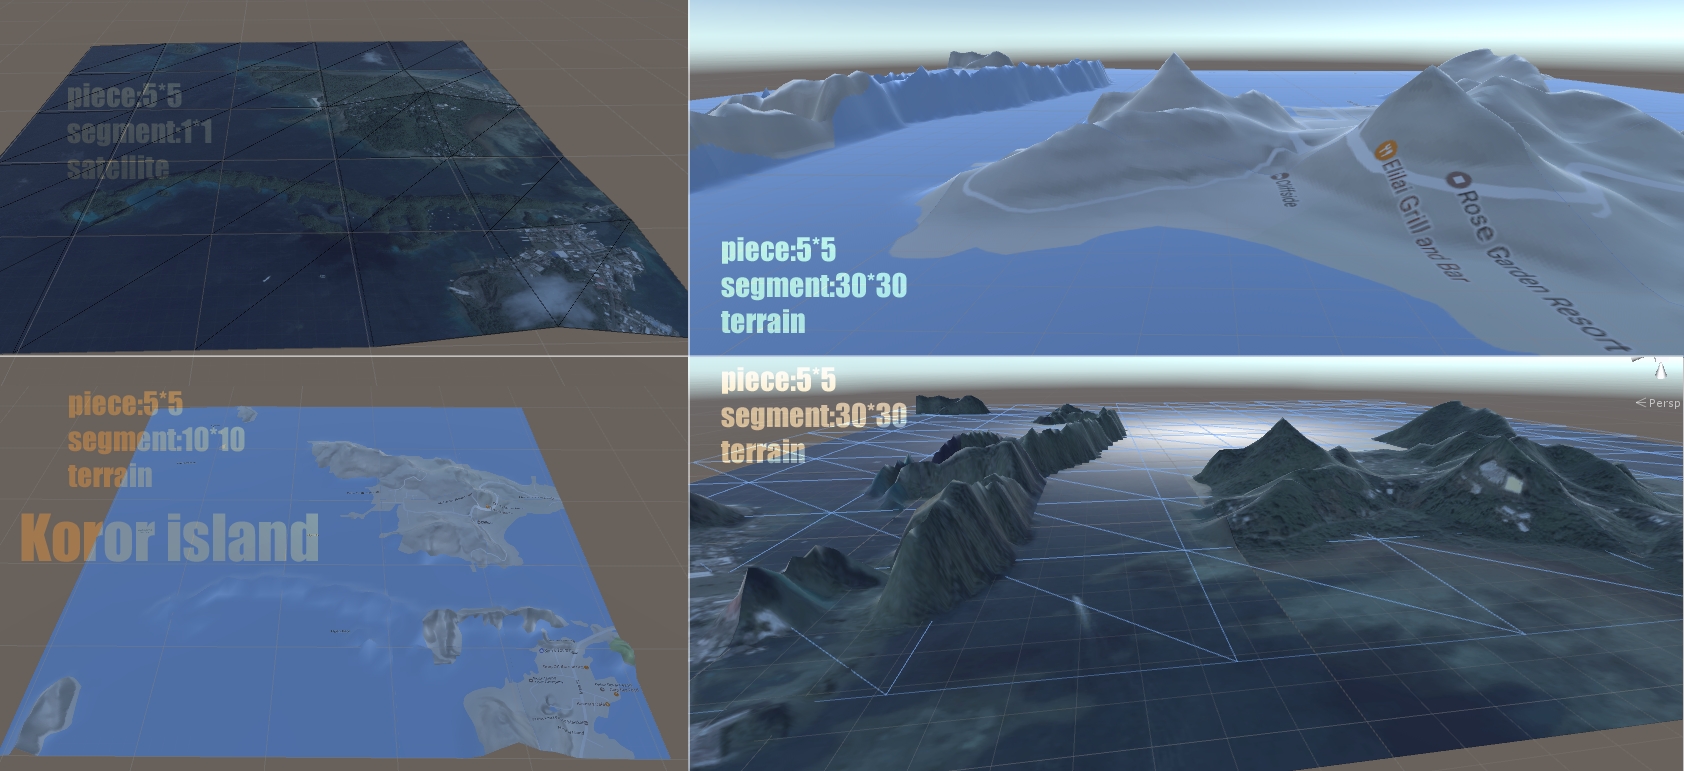 piece:5*5
segment:1*1
satellite
Elilai Grill and Bar
Rose Garden Resort
Cliffside
piece:5*5
segment:30*30
terrain
piece:5*5
segment:10*10
terrain
Koror island
piece:5*5
segment:30*30
terrain
Persp